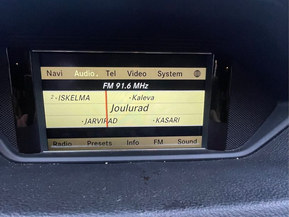 Navi Audio Tel Video System
FM 91.6 MHz
-ISKELMA -Kaleva
Joulurad
-JARVIRAD -KASARI
Radio Presets Info FM Sound